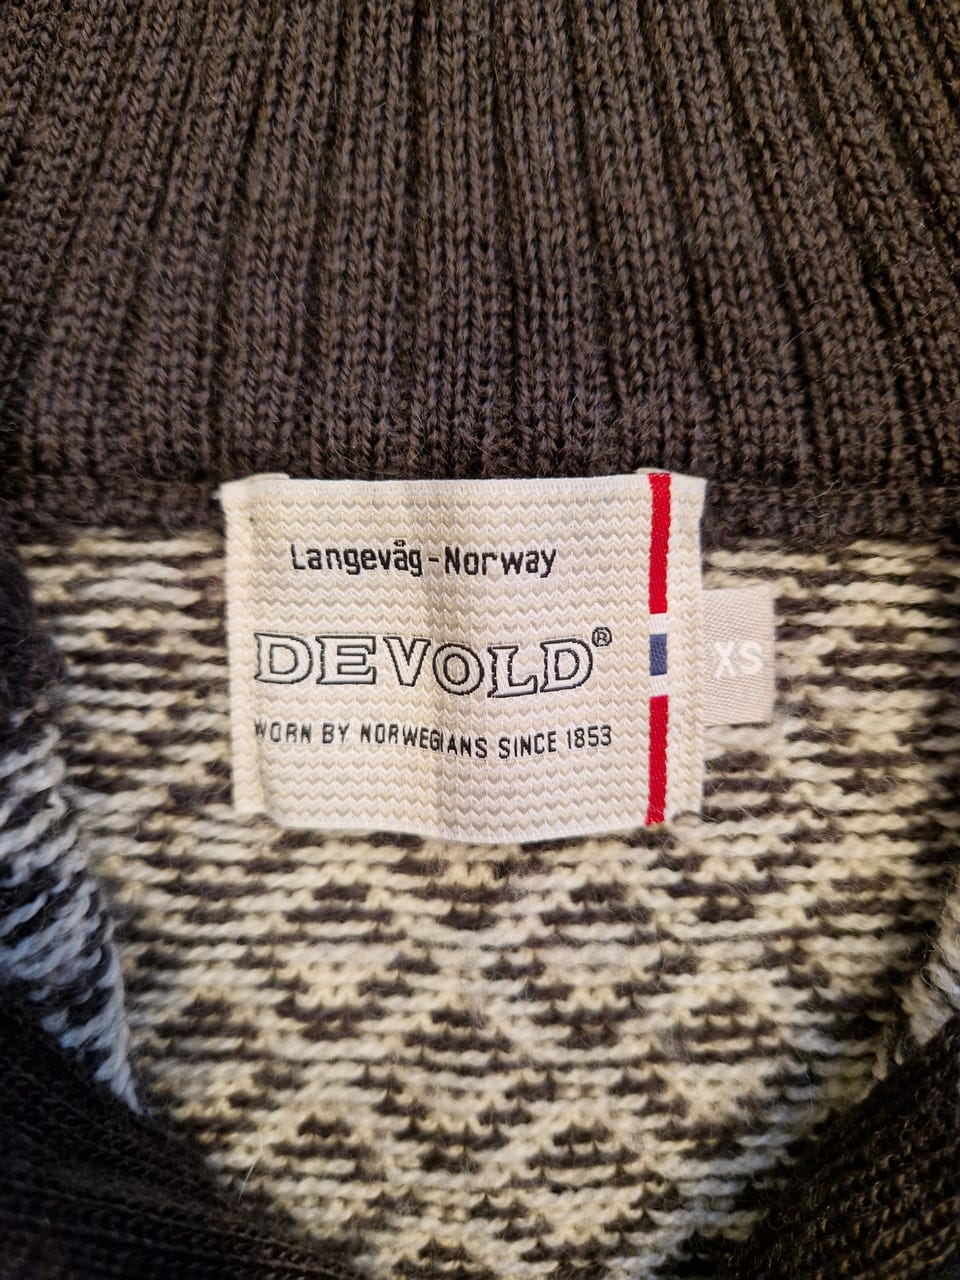 Langevåg-Norway
DEVOLD®
WORN BY NORWEGIANS SINCE 1853
XS